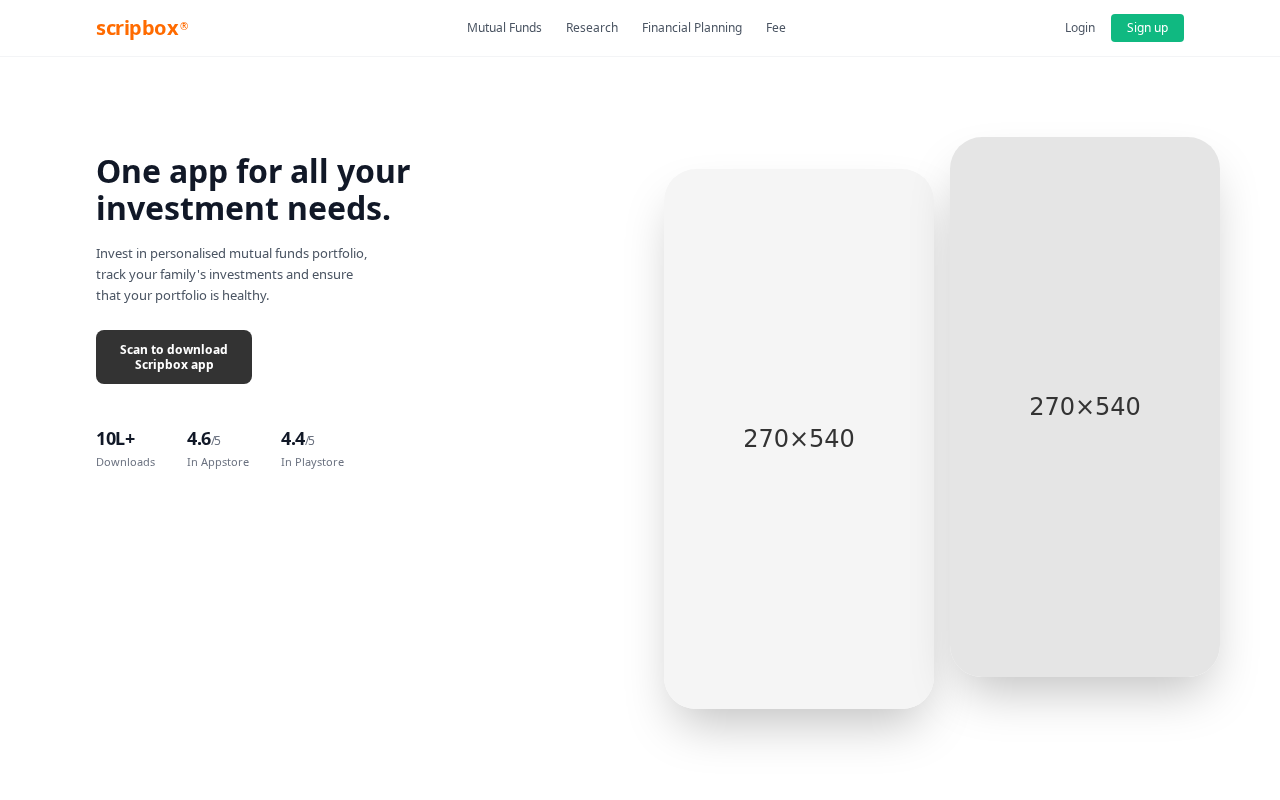 scripbox®
Mutual Funds
Research
Financial Planning
Fee
Login
Sign up
One app for all your
investment needs.
Invest in personalised mutual funds portfolio,
track your family's investments and ensure
that your portfolio is healthy.
Scan to download
Scripbox app
10L+
Downloads
4.6/5
In Appstore
4.4/5
In Playstore
270×540
270×540